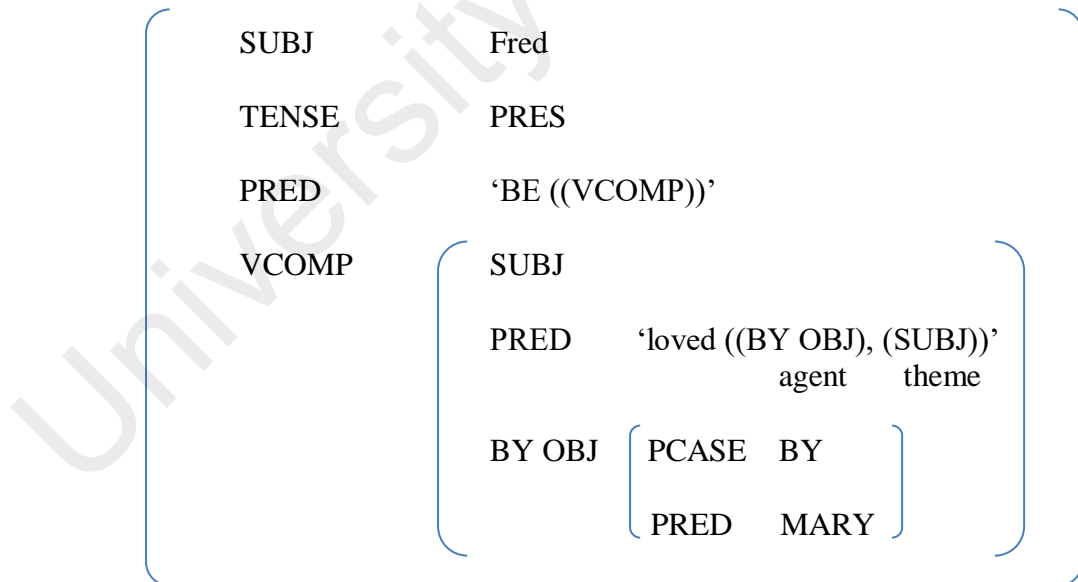 University
SUBJ Fred
TENSE PRES
PRED ‘BE ((VCOMP))’
VCOMP SUBJ
PRED ‘loved ((BY OBJ), (SUBJ))’
agent theme
BY OBJ PCASE BY
PRED MARY